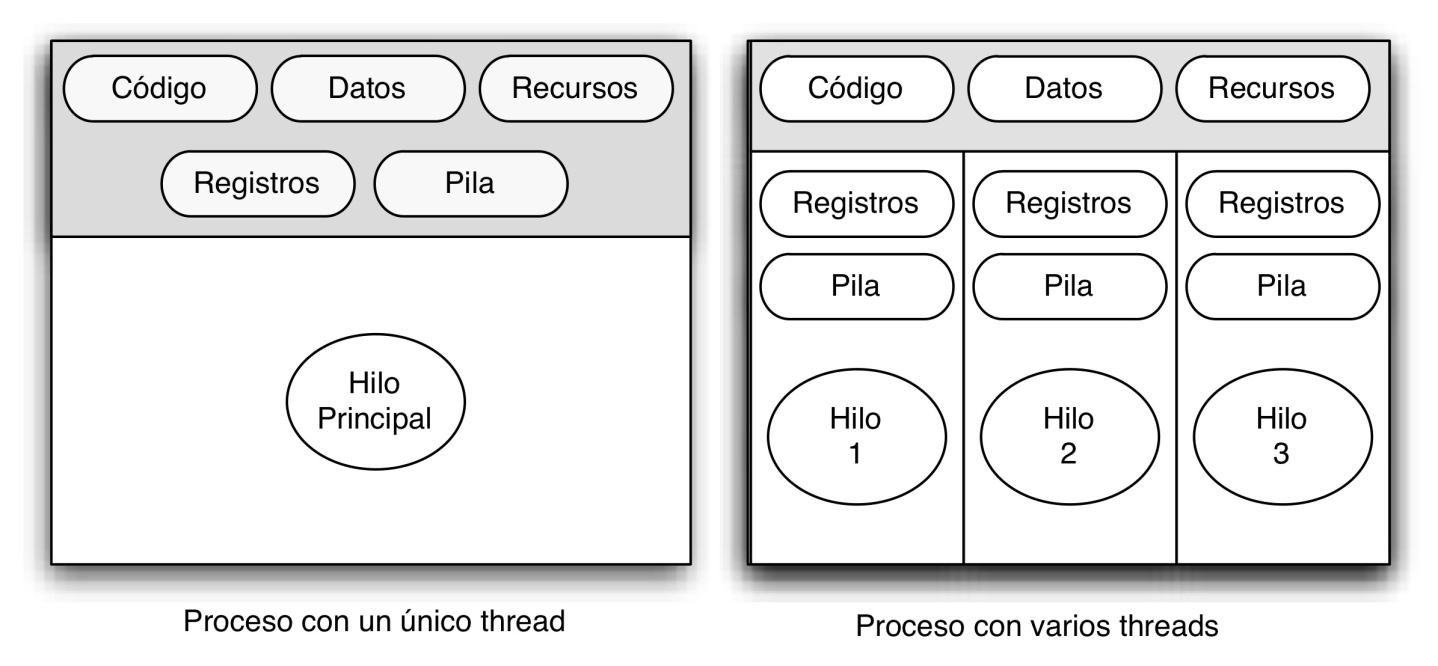 Código Datos Recursos
Registros Pila
Hilo
Principal
Proceso con un único thread
Código Datos Recursos
Registros Registros Registros
Pila Pila Pila
Hilo Hilo Hilo
1 2 3
Proceso con varios threads